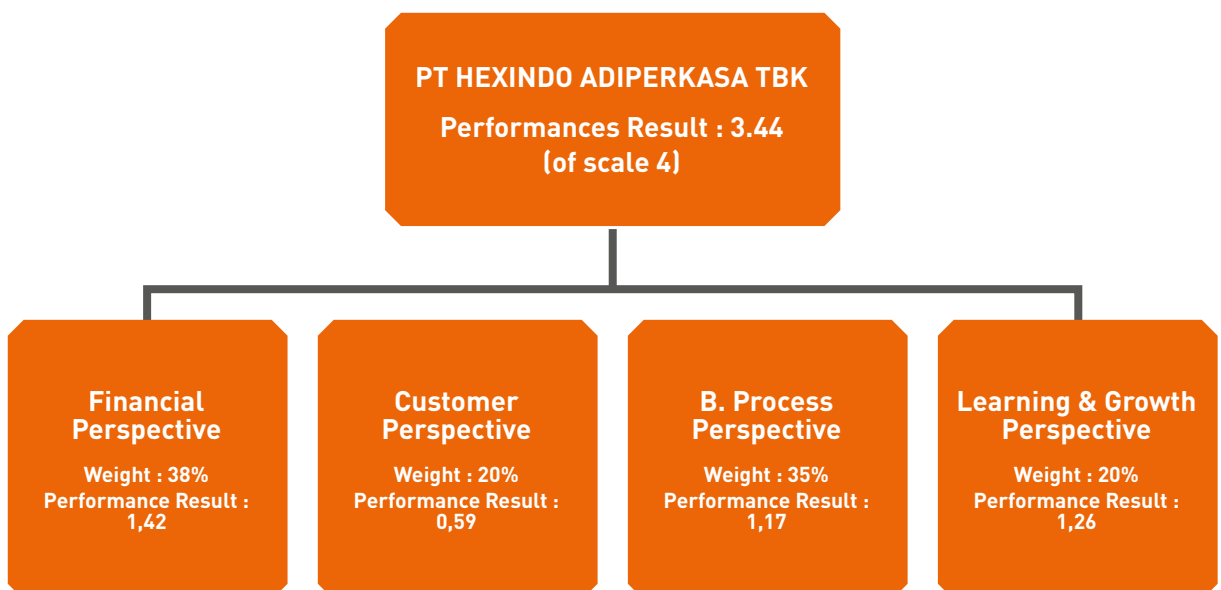 PT HEXINDO ADIPERKASA TBK
Performances Result : 3.44
(of scale 4)
Financial
Perspective
Weight : 38%
Performance Result :
1,42
Customer
Perspective
Weight : 20%
Performance Result :
0,59
B. Process
Perspective
Weight : 35%
Performance Result :
1,17
Learning & Growth
Perspective
Weight : 20%
Performance Result :
1,26